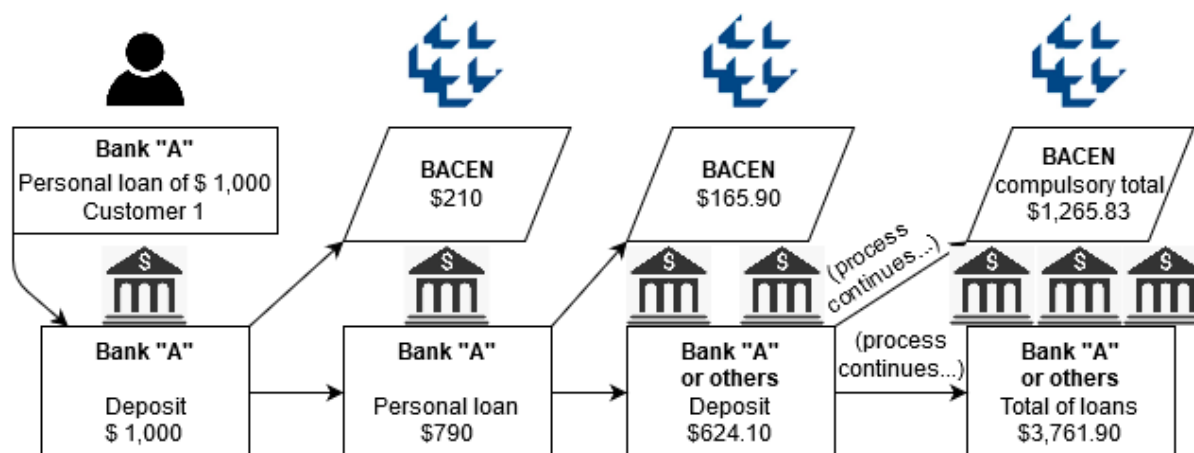 Bank "A"
Personal loan of $ 1,000
Customer 1
BACEN
$210
BACEN
$165.90
BACEN
compulsory total
$1,265.83
$
$
$
$
$
$
$
(process
continues...)
(process
continues...)
Bank "A"
Deposit
$ 1,000
Bank "A"
Personal loan
$790
Bank "A"
or others
Deposit
$624.10
Bank "A"
or others
Total of loans
$3,761.90